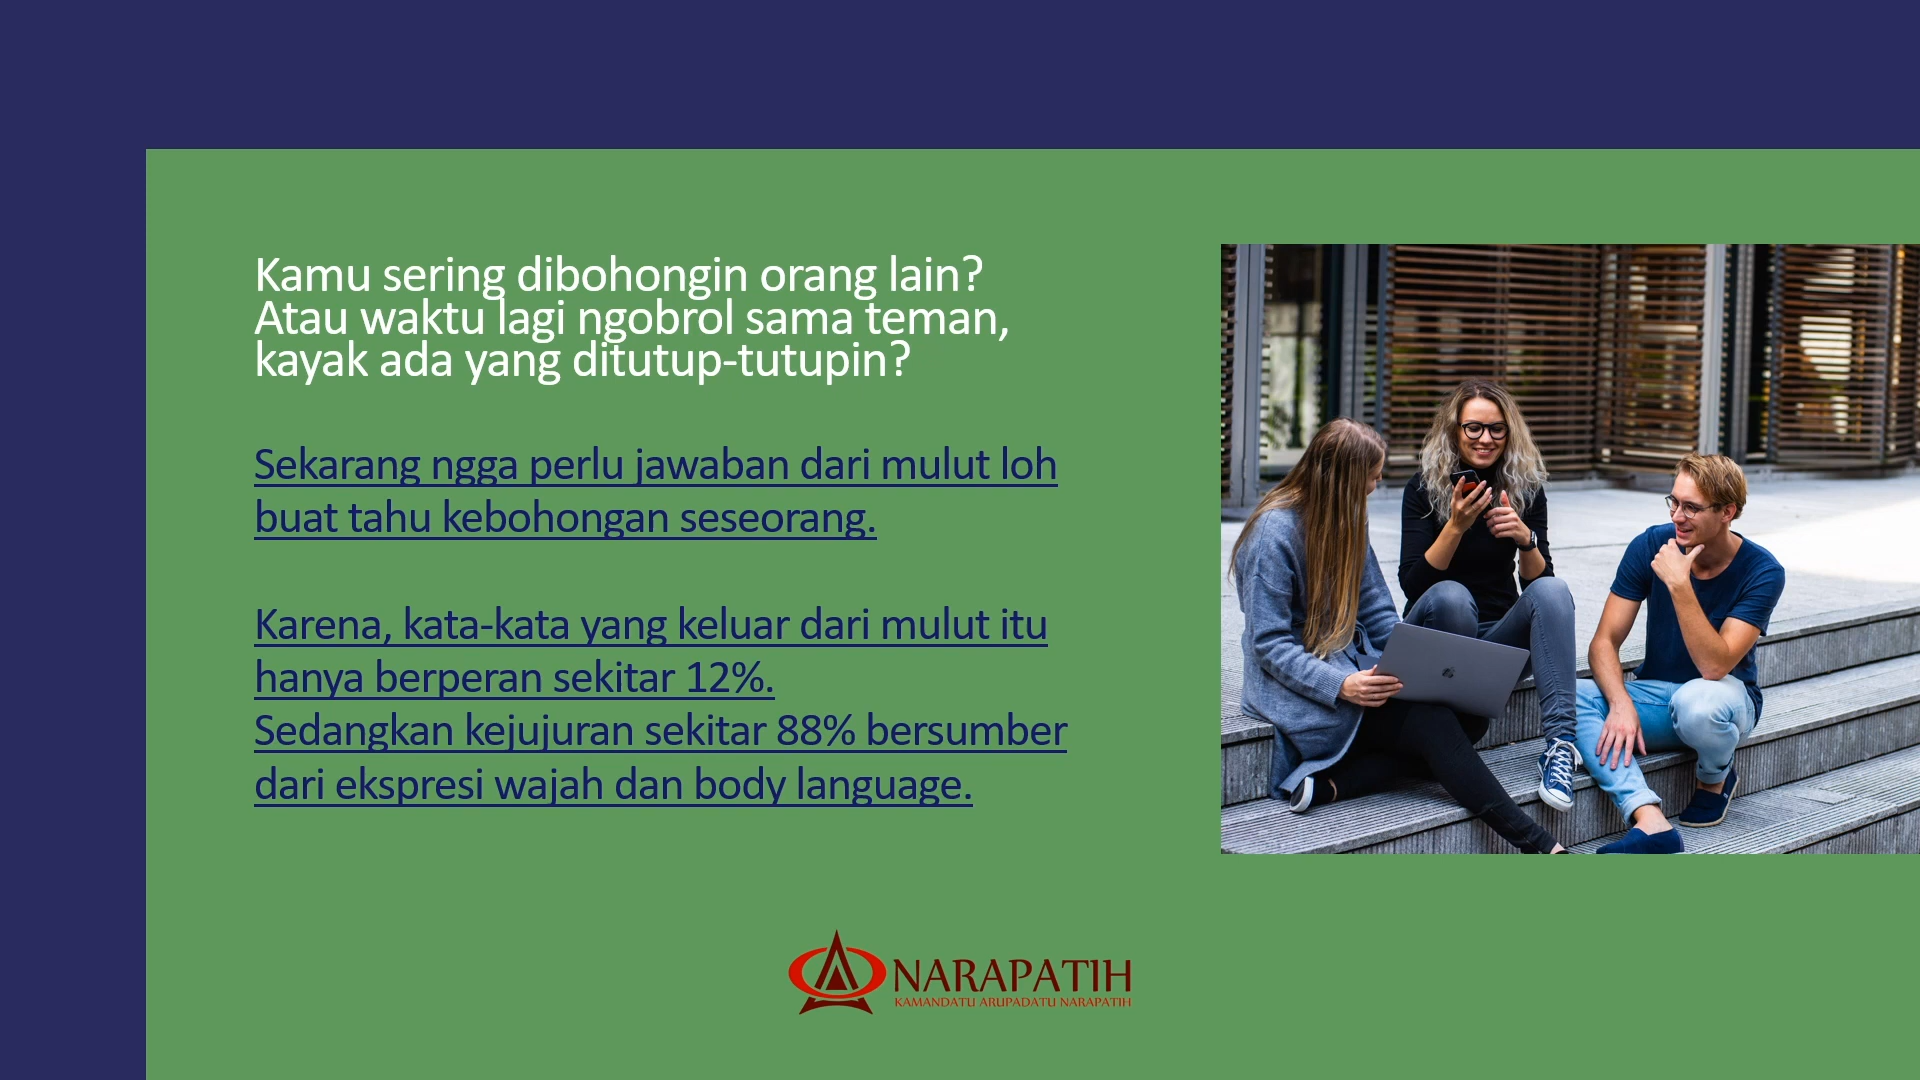 Kamu sering dibohongin orang lain?
Atau waktu lagi ngobrol sama teman,
kayak ada yang ditutup-tutupin?
Sekarang ngga perlu jawaban dari mulut loh
buat tahu kebohongan seseorang.
Karena, kata-kata yang keluar dari mulut itu
hanya berperan sekitar 12%.
Sedangkan kejujuran sekitar 88% bersumber
dari ekspresi wajah dan body language.
NARAPATIH
KAMANDATU ARUPADATU NARAPATIH